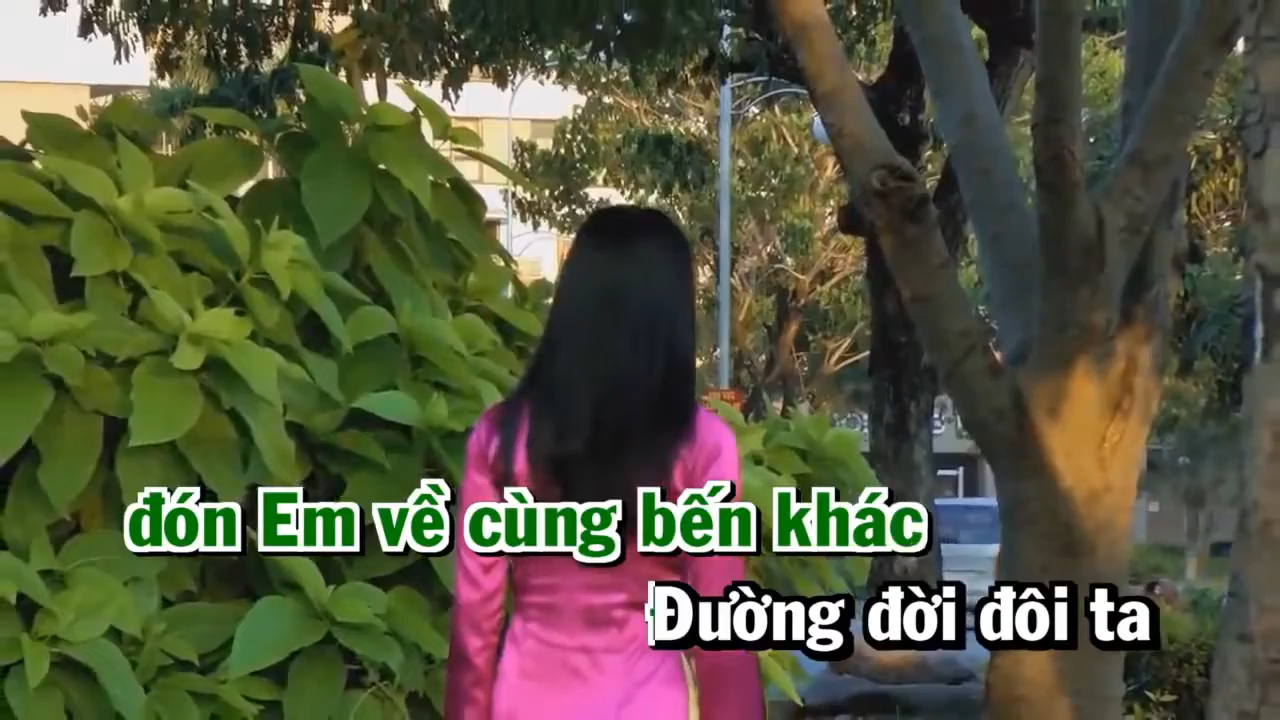 đón Em về cùng bến khác
Đường đời đôi ta